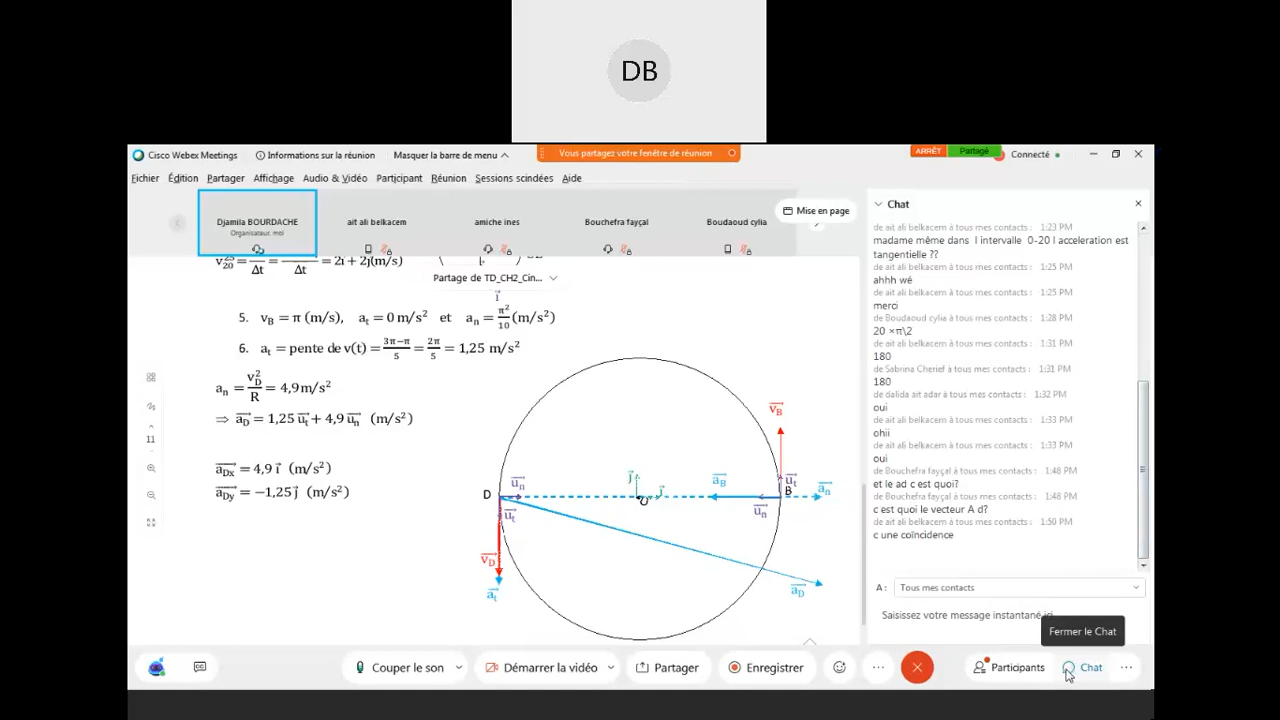 DB
Cisco Webex Meetings
Informations sur la réunion
Masquer la barre de menu
Vous partagez votre fenêtre de réunion
ARRÊT
Partagé
Connecté
Fichier Édition Partager Affichage Audio & Vidéo Participant Réunion Sessions scindées Aide
Djamila BOURDACHE
Organisateur, moi
ait ali belkacem
amiche ines
Bouchefra fayçal
Boudaoud cylia
Mise en page
Partage de TD_CH2_Cin...
5. v_B = π (m/s), a_t = 0 m/s² et a_n = π²/10 (m/s²)
6. a_t = pente de v(t) = (3π−π)/5 = 2π/5 = 1,25 m/s²
a_n = v_D²/R = 4,9m/s²
⇒ a_D = 1,25 u_t + 4,9 u_n (m/s²)
a_Dx = 4,9 i (m/s²)
a_Dy = −1,25 j (m/s²)
11
v_B
j
a_B
u_t
D
u_n
B
a_n
O
u_n
u_t
v_D
a_t
a_D
Chat
de ait ali belkacem à tous mes contacts : 1:23 PM
madame même dans l intervalle 0-20 l acceleration est
tangentielle ??
de ait ali belkacem à tous mes contacts : 1:25 PM
ahhh wé
de ait ali belkacem à tous mes contacts : 1:25 PM
merci
de Boudaoud cylia à tous mes contacts : 1:28 PM
20 ×π\2
de ait ali belkacem à tous mes contacts : 1:31 PM
180
de Sabrina Cherief à tous mes contacts : 1:31 PM
180
de dalida ait adar à tous mes contacts : 1:32 PM
oui
de ait ali belkacem à tous mes contacts : 1:33 PM
ohii
de ait ali belkacem à tous mes contacts : 1:33 PM
oui
de Bouchefra fayçal à tous mes contacts : 1:48 PM
et le ad c est quoi?
de Bouchefra fayçal à tous mes contacts : 1:48 PM
c est quoi le vecteur A d?
de ait ali belkacem à tous mes contacts : 1:50 PM
c une coïncidence
A : Tous mes contacts
Saisissez votre message instantané ici
Fermer le Chat
Couper le son
Démarrer la vidéo
Partager
Enregistrer
Participants
Chat